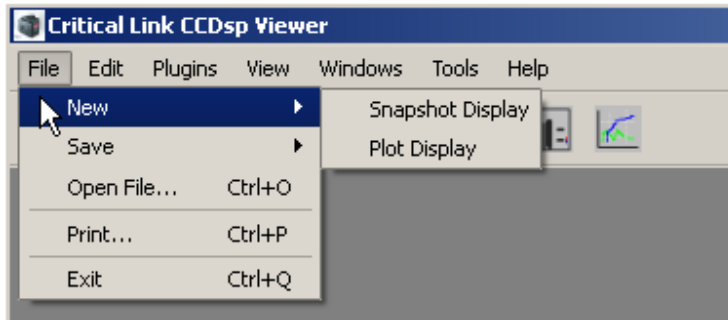 Critical Link CCDsp Viewer
File Edit Plugins View Windows Tools Help
New
Snapshot Display
Save
Plot Display
Open File... Ctrl+O
Print... Ctrl+P
Exit Ctrl+Q